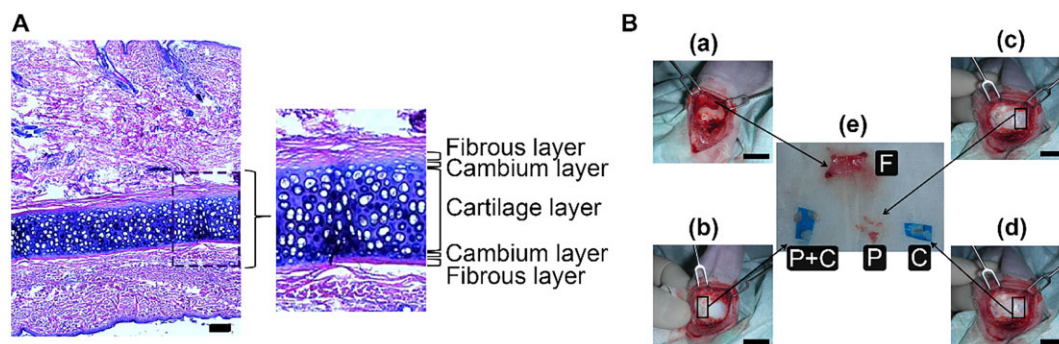 A
Fibrous layer
Cambium layer
Cartilage layer
Cambium layer
Fibrous layer
B
(a)
(c)
(e)
F
P+C
P
C
(b)
(d)